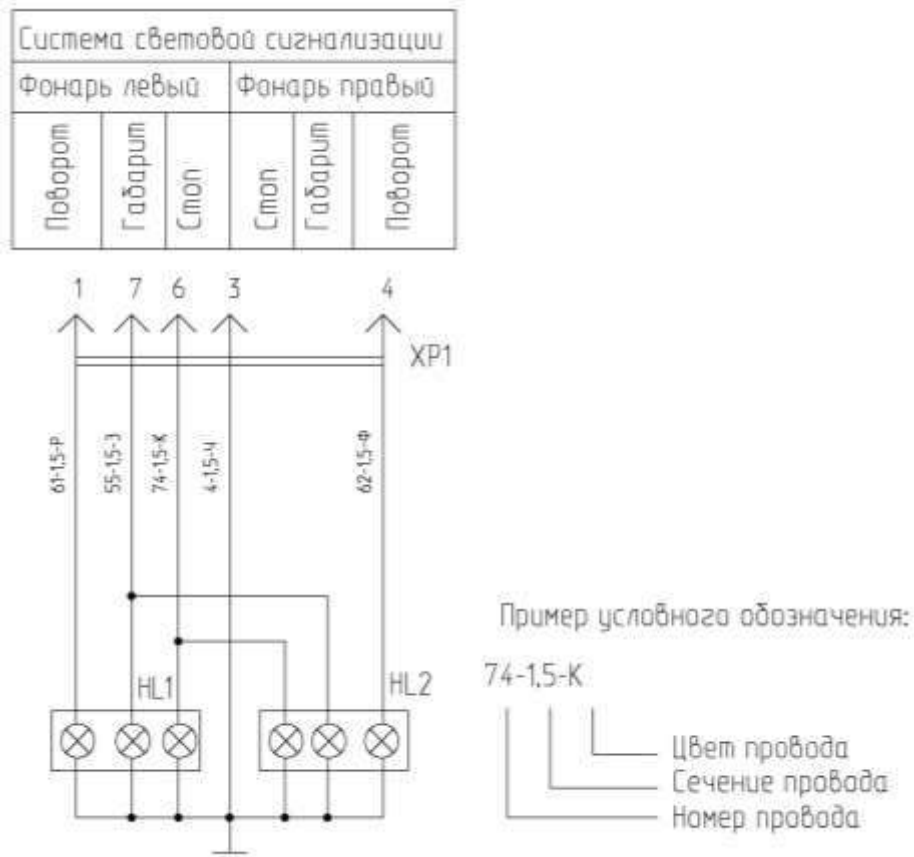 Система световой сигнализации
Фонарь левый Фонарь правый
Поворот Габарит Стоп Стоп Габарит Поворот
1 7 6 3 4
XP1
61-1,5-Р 55-1,5-З 74-1,5-К 4-1,5-Ч 62-1,5-Ф
Пример условного обозначения:
HL1 HL2 74-1,5-К
Цвет провода
Сечение провода
Номер провода